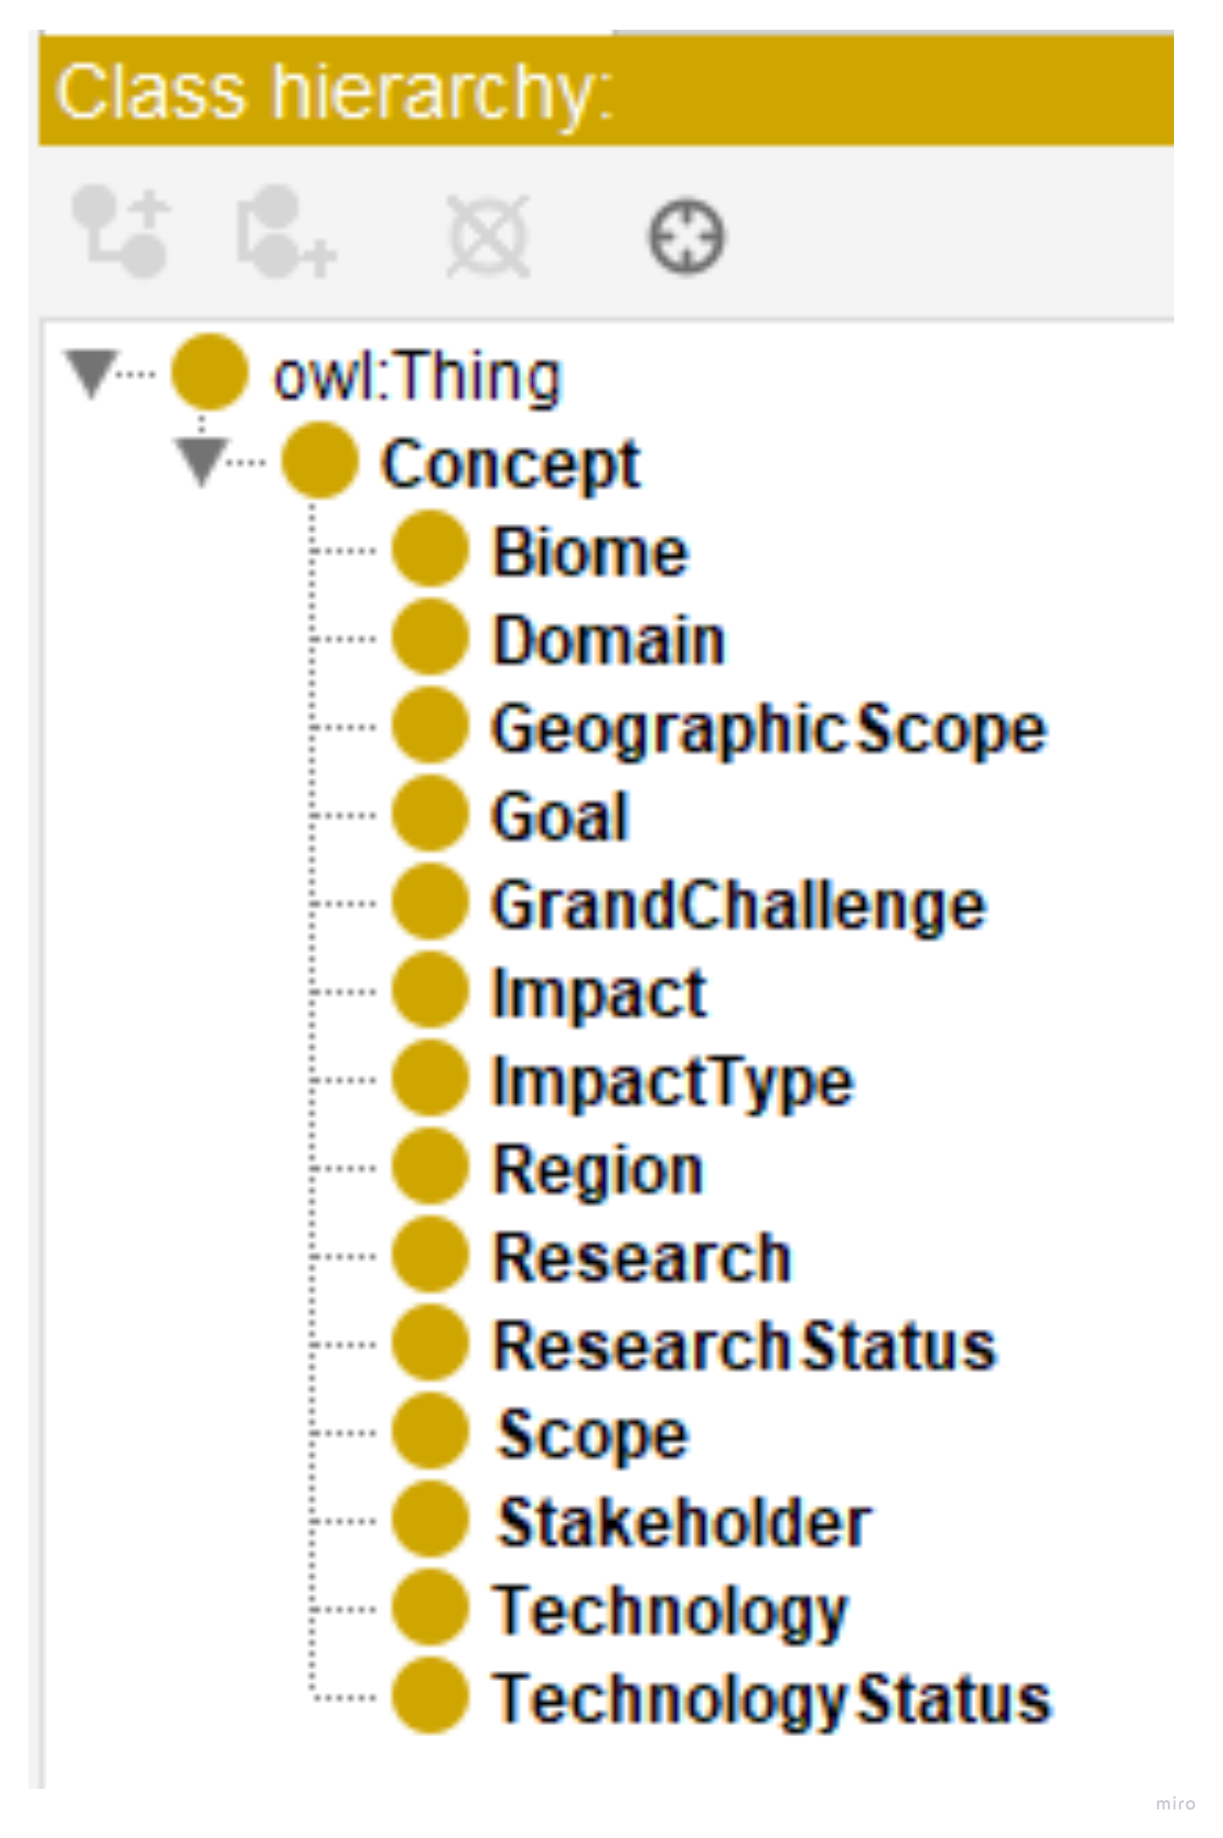 Class hierarchy:
owl:Thing
Concept
Biome
Domain
GeographicScope
Goal
GrandChallenge
Impact
ImpactType
Region
Research
ResearchStatus
Scope
Stakeholder
Technology
TechnologyStatus
miro